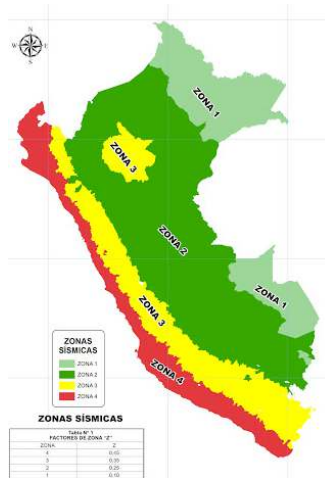 N
W
E
S
ZONA 1
ZONA 3
ZONA 2
ZONA 1
ZONA 3
ZONA 4
ZONAS
SÍSMICAS
ZONA 1
ZONA 2
ZONA 3
ZONA 4
ZONAS SÍSMICAS
Tabla N° 1
FACTORES DE ZONA "Z"
ZONA Z
4 0,45
3 0,35
2 0,25
1 0,10